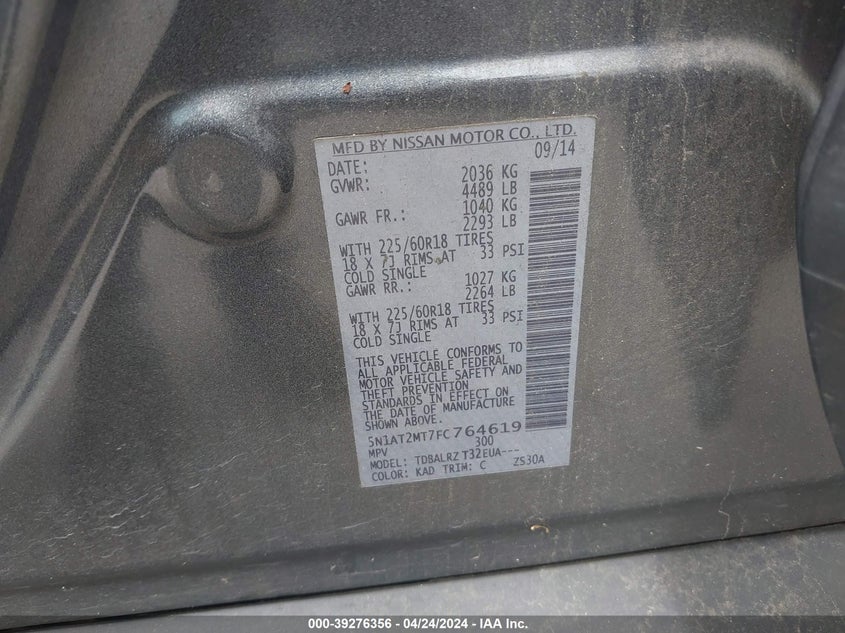 MFD BY NISSAN MOTOR CO., LTD.
DATE: 09/14
GVWR: 2036 KG
4489 LB
GAWR FR.: 1040 KG
2293 LB
WITH 225/60R18 TIRES
18 X 7J RIMS AT 33 PSI
COLD SINGLE
GAWR RR.: 1027 KG
2264 LB
WITH 225/60R18 TIRES
18 X 7J RIMS AT 33 PSI
COLD SINGLE
THIS VEHICLE CONFORMS TO
ALL APPLICABLE FEDERAL
MOTOR VEHICLE SAFETY AND
THEFT PREVENTION
STANDARDS IN EFFECT ON
THE DATE OF MANUFACTURE
SHOWN ABOVE.
5N1AT2MT7FC764619
MPV 300
MODEL: TDBALRZ T32EUA---
COLOR: KAD TRIM: C ZS30A
000-39276356 - 04/24/2024 - IAA Inc.